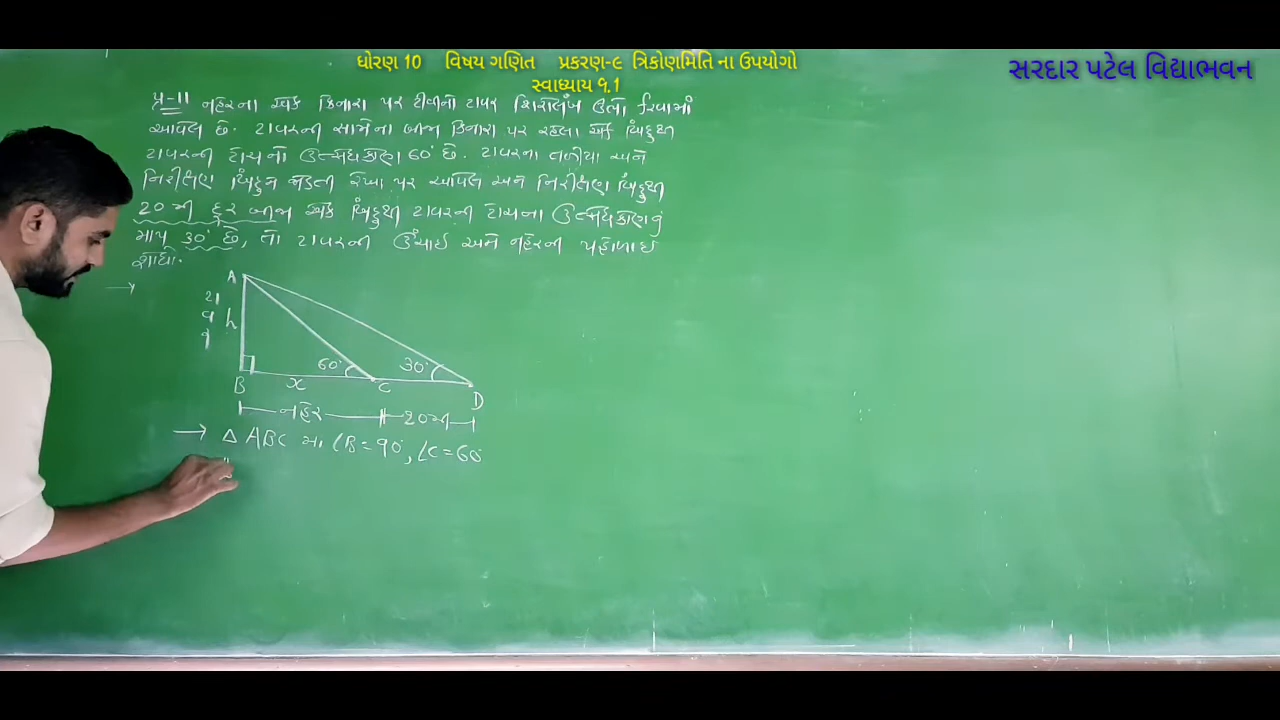 ધોરણ 10 વિષય ગણિત પ્રકરણ-૯ ત્રિકોણમિતિ ના ઉપયોગો
સ્વાધ્યાય ૧.1
સરદાર પટેલ વિદ્યાભવન
પ્ર-11 નહેરના એક કિનારા પર ટીવીનો ટાવર શિરોલંબ ઉભો કરવામાં
આવેલ છે. ટાવરની સામેના બીજા કિનારા પર રહેલા એક બિંદુથી
ટાવરની ટોચનો ઉત્સેધકોણ 60° છે. ટાવરના તળીયા અને
નિરીક્ષણ બિંદુને જોડતી રેખા પર આવેલ અને નિરીક્ષણ બિંદુથી
20 મી દૂર બીજા એક બિંદુથી ટાવરની ટોચના ઉત્સેધકોણનું
માપ 30° છે, તો ટાવરની ઉંચાઈ અને નહેરની પહોળાઈ
શોધો.
→
A
ટાવર h
60° 30°
B x C D
નહેર 20મી
→ Δ ABC મા ∠B = 90°, ∠C = 60°